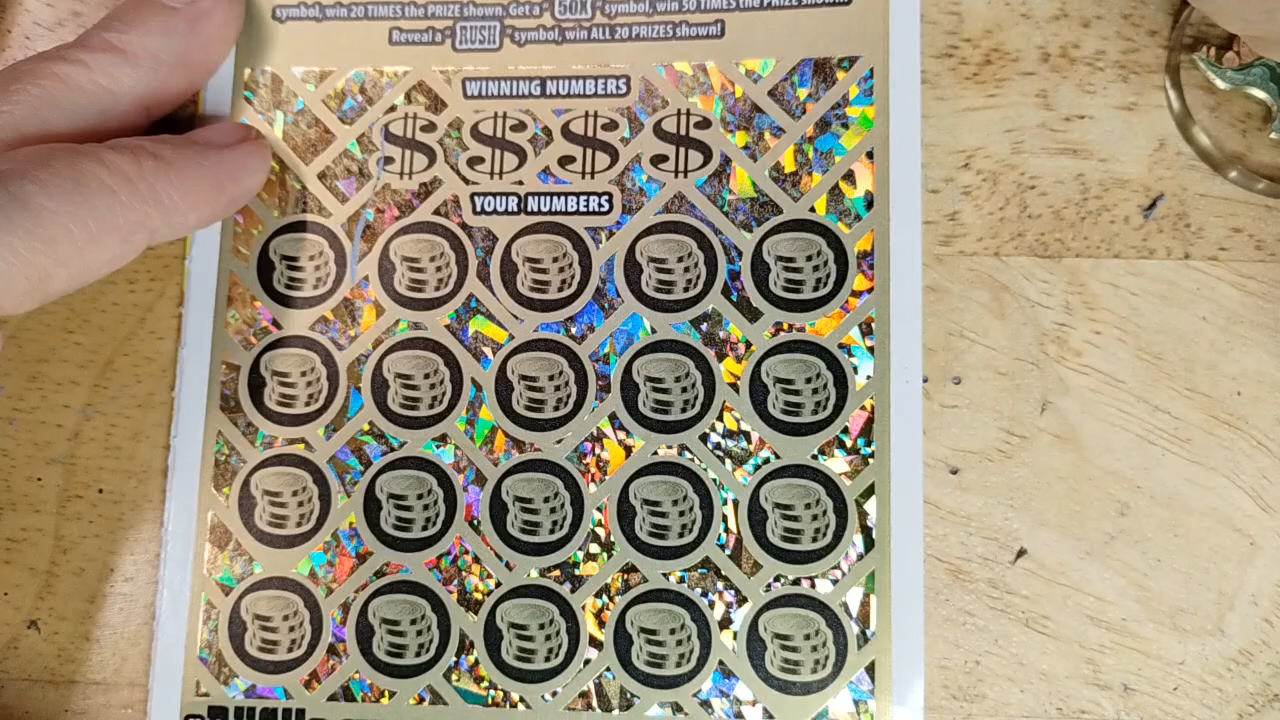 symbol, win 20 TIMES the PRIZE shown. Get a " 50X " symbol, win 50 TIMES the PRIZE shown.
Reveal a " RUSH " symbol, win ALL 20 PRIZES shown!
WINNING NUMBERS
$ $ $ $
YOUR NUMBERS